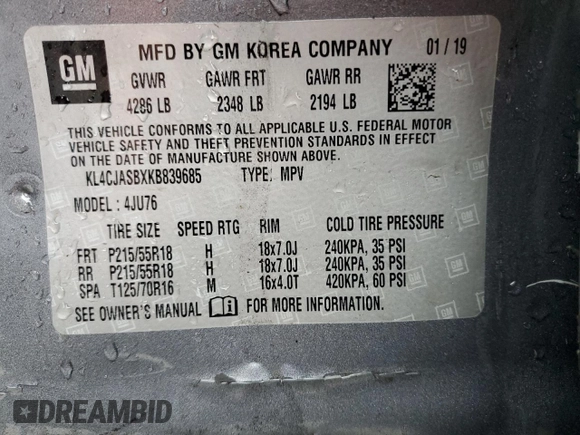 GM
MFD BY GM KOREA COMPANY 01 / 19
GVWR GAWR FRT GAWR RR
4286 LB 2348 LB 2194 LB
THIS VEHICLE CONFORMS TO ALL APPLICABLE U.S. FEDERAL MOTOR
VEHICLE SAFETY AND THEFT PREVENTION STANDARDS IN EFFECT
ON THE DATE OF MANUFACTURE SHOWN ABOVE.
KL4CJASBXKB839685 TYPE: MPV
MODEL : 4JU76
TIRE SIZE SPEED RTG RIM COLD TIRE PRESSURE
FRT P215/55R18 H 18x7.0J 240KPA, 35 PSI
RR P215/55R18 H 18x7.0J 240KPA, 35 PSI
SPA T125/70R16 M 16x4.0T 420KPA, 60 PSI
SEE OWNER'S MANUAL FOR MORE INFORMATION.
DREAMBID